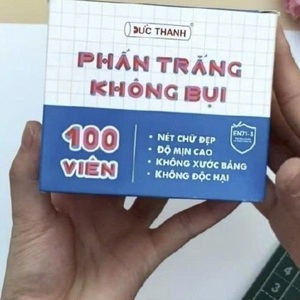 ĐỨC THANH®
PHẤN TRẮNG
KHÔNG BỤI
100
VIÊN
• NÉT CHỮ ĐẸP
• ĐỘ MỊN CAO
• KHÔNG XƯỚC BẢNG
• KHÔNG ĐỘC HẠI
EN71-3